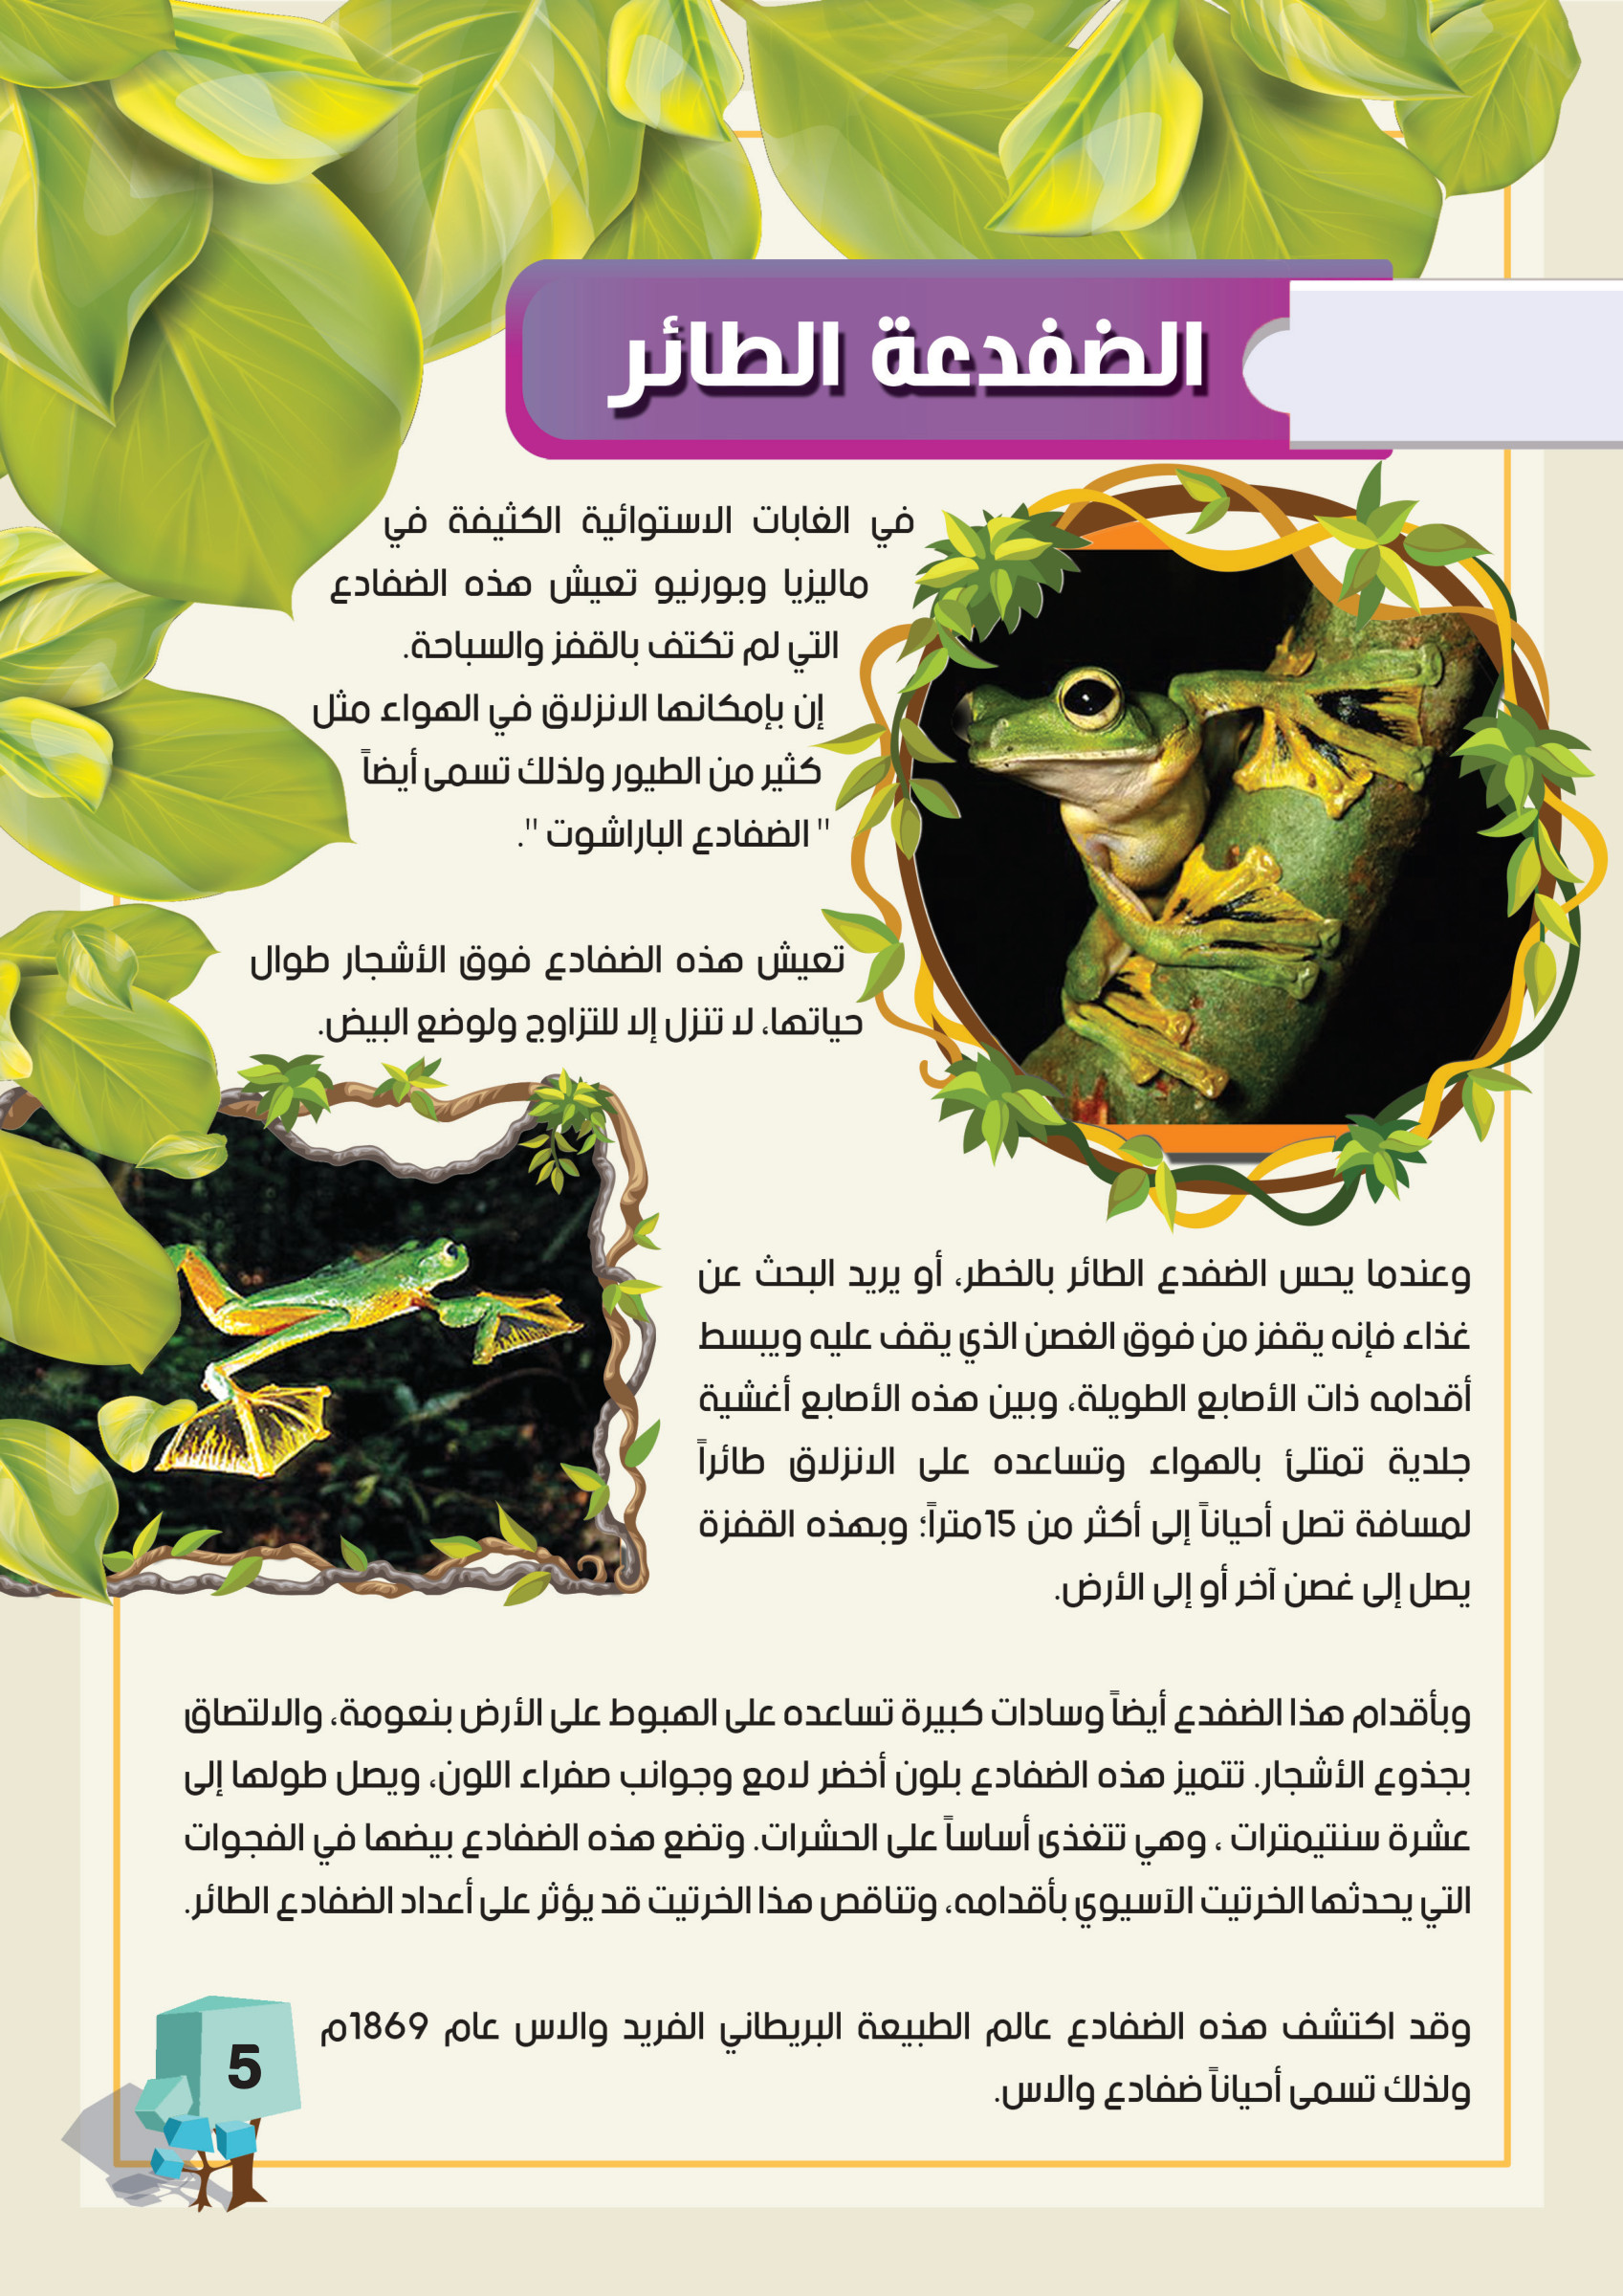 الضفدعة الطائر
في الغابات الاستوائية الكثيفة في
ماليزيا وبورنيو تعيش هذه الضفادع
التي لم تكتف بالقفز والسباحة.
إن بإمكانها الانزلاق في الهواء مثل
كثير من الطيور ولذلك تسمى أيضاً
" الضفادع الباراشوت ".
تعيش هذه الضفادع فوق الأشجار طوال
حياتها، لا تنزل إلا للتزاوج ولوضع البيض.
وعندما يحس الضفدع الطائر بالخطر، أو يريد البحث عن
غذاء فإنه يقفز من فوق الغصن الذي يقف عليه ويبسط
أقدامه ذات الأصابع الطويلة، وبين هذه الأصابع أغشية
جلدية تمتلئ بالهواء وتساعده على الانزلاق طائراً
لمسافة تصل أحياناً إلى أكثر من 15متراً؛ وبهذه القفزة
يصل إلى غصن آخر أو إلى الأرض.
وبأقدام هذا الضفدع أيضاً وسادات كبيرة تساعده على الهبوط على الأرض بنعومة، والالتصاق
بجذوع الأشجار. تتميز هذه الضفادع بلون أخضر لامع وجوانب صفراء اللون، ويصل طولها إلى
عشرة سنتيمترات ، وهي تتغذى أساساً على الحشرات. وتضع هذه الضفادع بيضها في الفجوات
التي يحدثها الخرتيت الآسيوي بأقدامه، وتناقص هذا الخرتيت قد يؤثر على أعداد الضفادع الطائر.
وقد اكتشف هذه الضفادع عالم الطبيعة البريطاني الفريد والاس عام 1869م
ولذلك تسمى أحياناً ضفادع والاس.
5